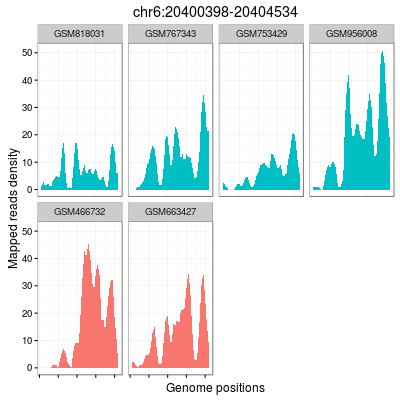 chr6:20400398-20404534
GSM818031 GSM767343 GSM753429 GSM956008
50
40
30
20
10
0
GSM466732 GSM663427
50
40
30
20
10
0
Mapped reads density
Genome positions